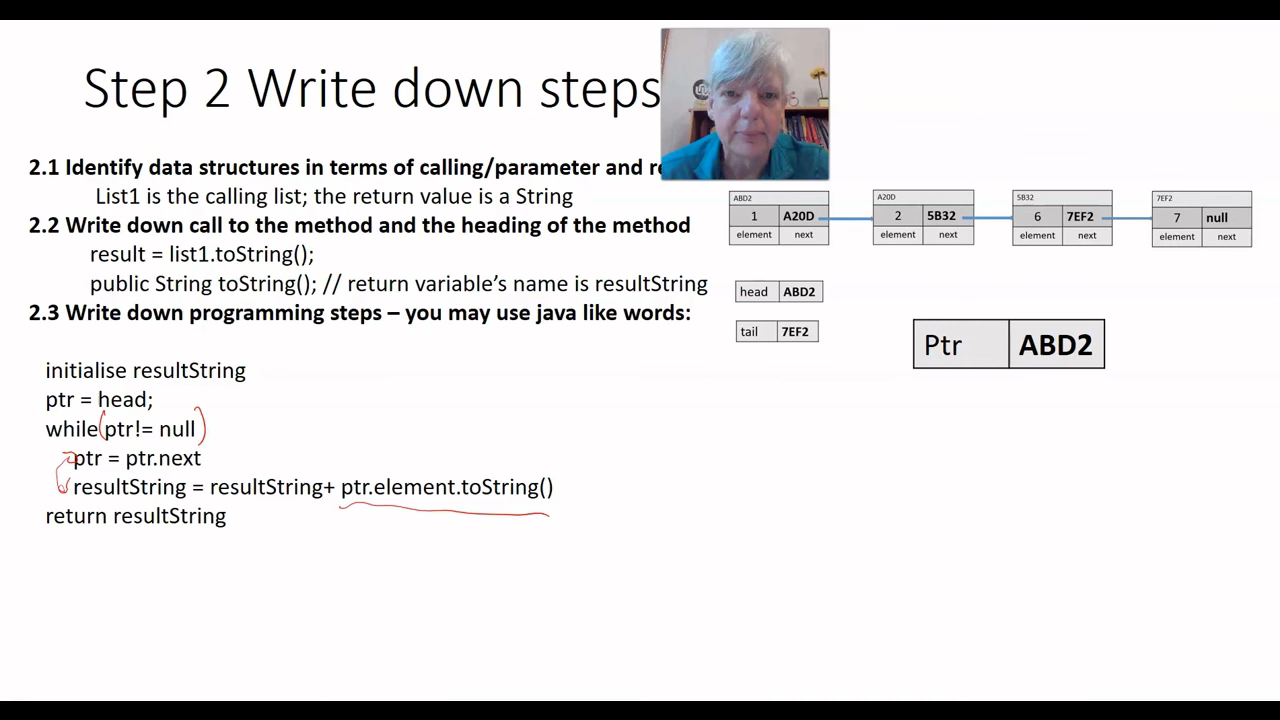 Step 2 Write down steps
2.1 Identify data structures in terms of calling/parameter and
List1 is the calling list; the return value is a String
2.2 Write down call to the method and the heading of the method
result = list1.toString();
public String toString(); // return variable’s name is resultString
2.3 Write down programming steps – you may use java like words:
initialise resultString
ptr = head;
while(ptr!= null)
ptr = ptr.next
resultString = resultString+ ptr.element.toString()
return resultString
ABD2
1 A20D
element next
A20D
2 5B32
element next
5B32
6 7EF2
element next
7EF2
7 null
element next
head ABD2
tail 7EF2
Ptr ABD2